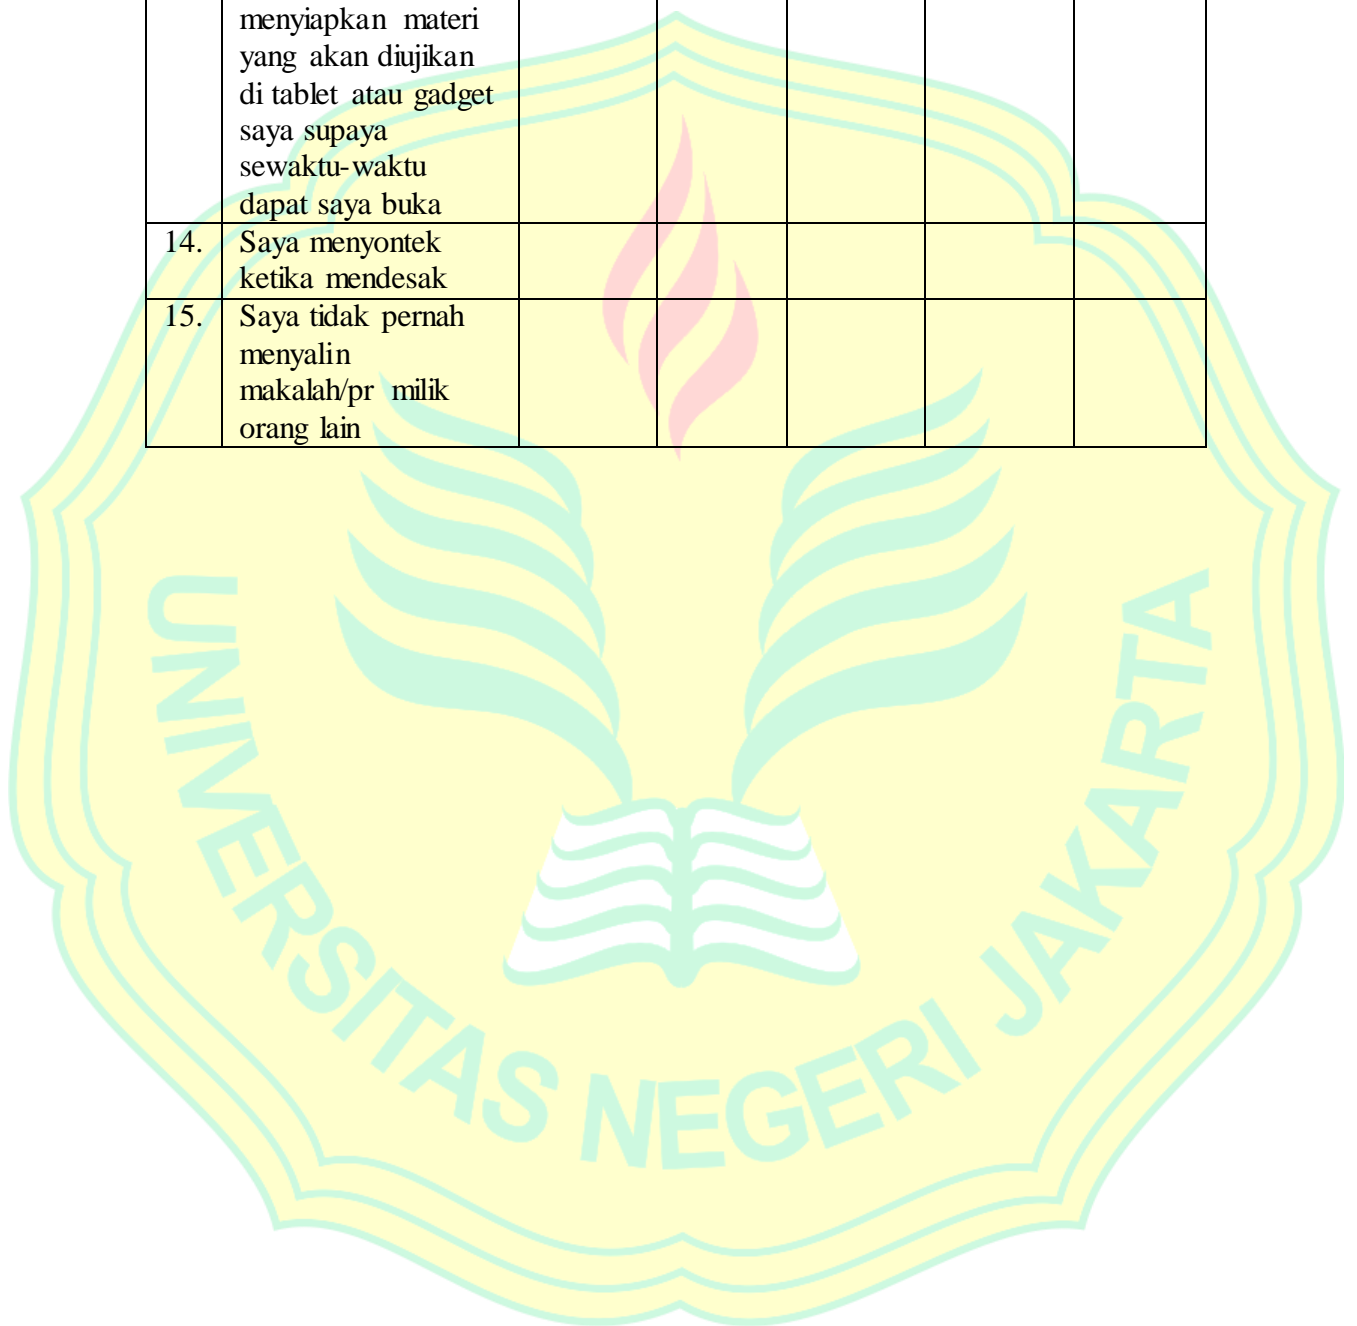 menyiapkan materi
yang akan diujikan
di tablet atau gadget
saya supaya
sewaktu-waktu
dapat saya buka
14. Saya menyontek
ketika mendesak
15. Saya tidak pernah
menyalin
makalah/pr milik
orang lain
UNIVERSITAS NEGERI JAKARTA